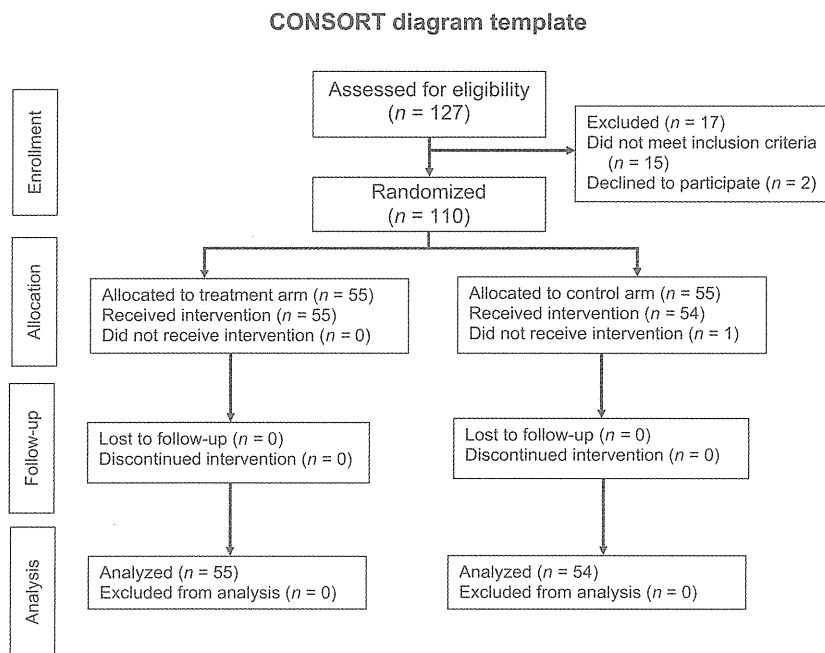 CONSORT diagram template
Enrollment
Assessed for eligibility
(n = 127)
Excluded (n = 17)
Did not meet inclusion criteria
(n = 15)
Declined to participate (n = 2)
Randomized
(n = 110)
Allocation
Allocated to treatment arm (n = 55)
Received intervention (n = 55)
Did not receive intervention (n = 0)
Allocated to control arm (n = 55)
Received intervention (n = 54)
Did not receive intervention (n = 1)
Follow-up
Lost to follow-up (n = 0)
Discontinued intervention (n = 0)
Lost to follow-up (n = 0)
Discontinued intervention (n = 0)
Analysis
Analyzed (n = 55)
Excluded from analysis (n = 0)
Analyzed (n = 54)
Excluded from analysis (n = 0)